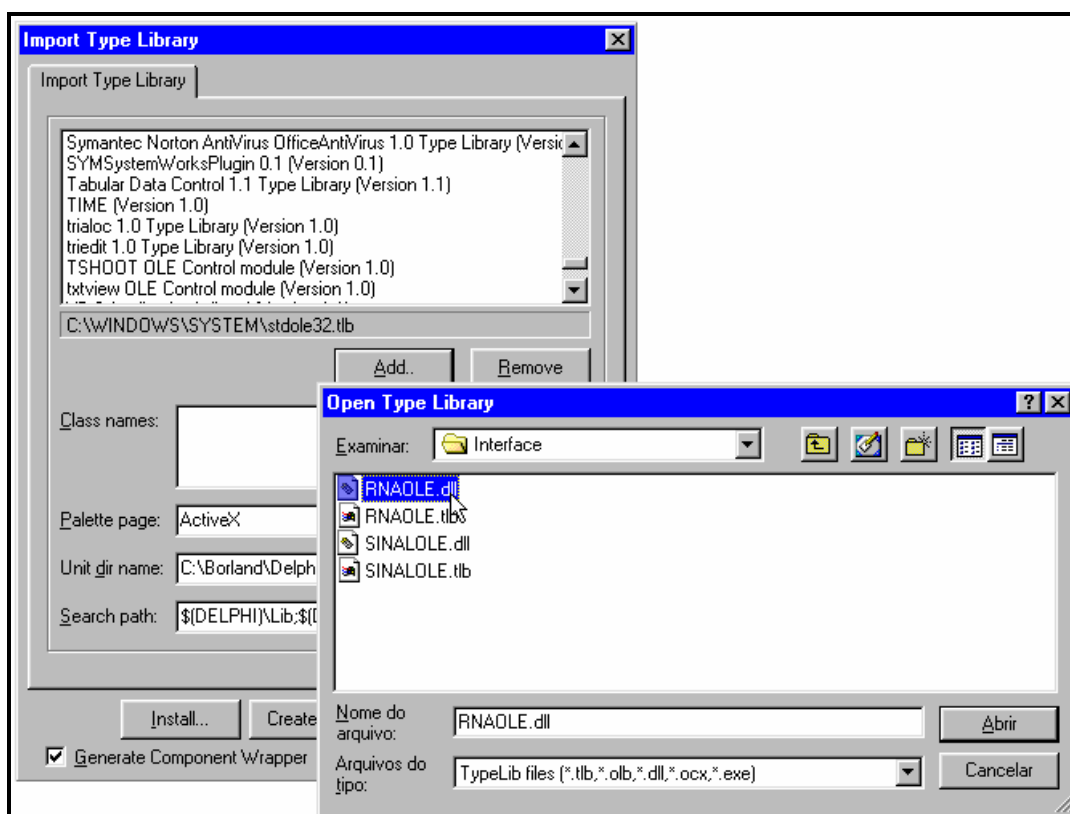 Import Type Library
Import Type Library
Symantec Norton AntiVirus OfficeAntiVirus 1.0 Type Library (Versic
SYMSystemWorksPlugin 0.1 (Version 0.1)
Tabular Data Control 1.1 Type Library (Version 1.1)
TIME (Version 1.0)
trialoc 1.0 Type Library (Version 1.0)
triedit 1.0 Type Library (Version 1.0)
TSHOOT OLE Control module (Version 1.0)
txtview OLE Control module (Version 1.0)
C:\WINDOWS\SYSTEM\stdole32.tlb
Add.. Remove
Class names:
Palette page: ActiveX
Unit dir name: C:\Borland\Delph
Search path: $(DELPHI)\Lib;$(D
Install... Create
Generate Component Wrapper
Open Type Library
Examinar: Interface
RNAOLE.dll
RNAOLE.tlb
SINALOLE.dll
SINALOLE.tlb
Nome do
arquivo: RNAOLE.dll Abrir
Arquivos do
tipo: TypeLib files (*.tlb,*.olb,*.dll,*.ocx,*.exe) Cancelar